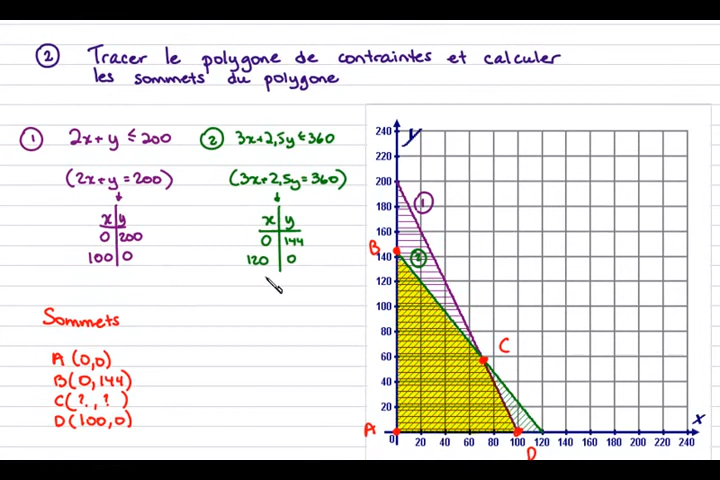 ② Tracer le polygone de contraintes et calculer
les sommets du polygone
① 2x+y ≤ 200
(2x+y=200)
x y
0 200
100 0
② 3x+2,5y ≤ 360
(3x+2,5y=360)
x y
0 144
120 0
Sommets
A (0,0)
B(0,144)
C(?,?)
D(100,0)
y
240
220
200
180
160
140
120
100
80
60
40
20
0 20 40 60 80 100 120 140 160 180 200 220 240
x
①
②
B
C
A
D